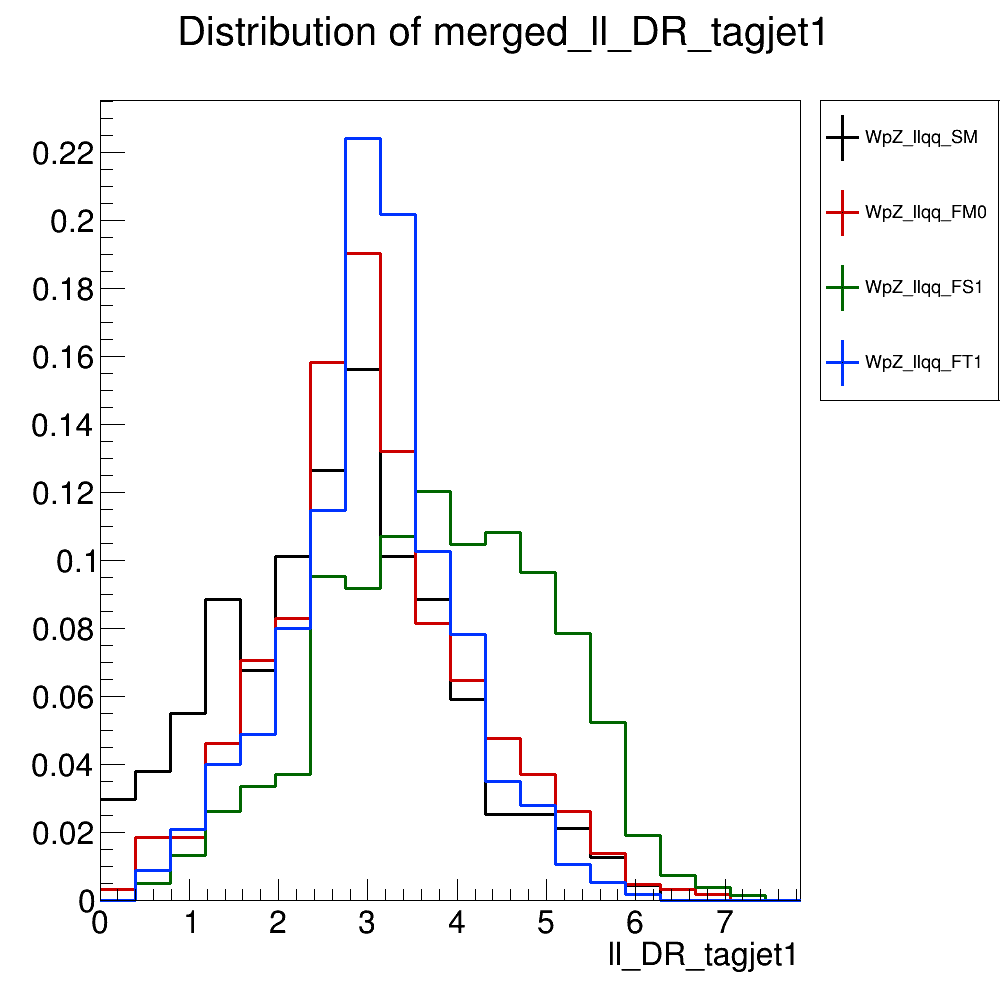 Distribution of merged_ll_DR_tagjet1
WpZ_llqq_SM
WpZ_llqq_FM0
WpZ_llqq_FS1
WpZ_llqq_FT1
0.22
0.2
0.18
0.16
0.14
0.12
0.1
0.08
0.06
0.04
0.02
0
0 1 2 3 4 5 6 7
ll_DR_tagjet1